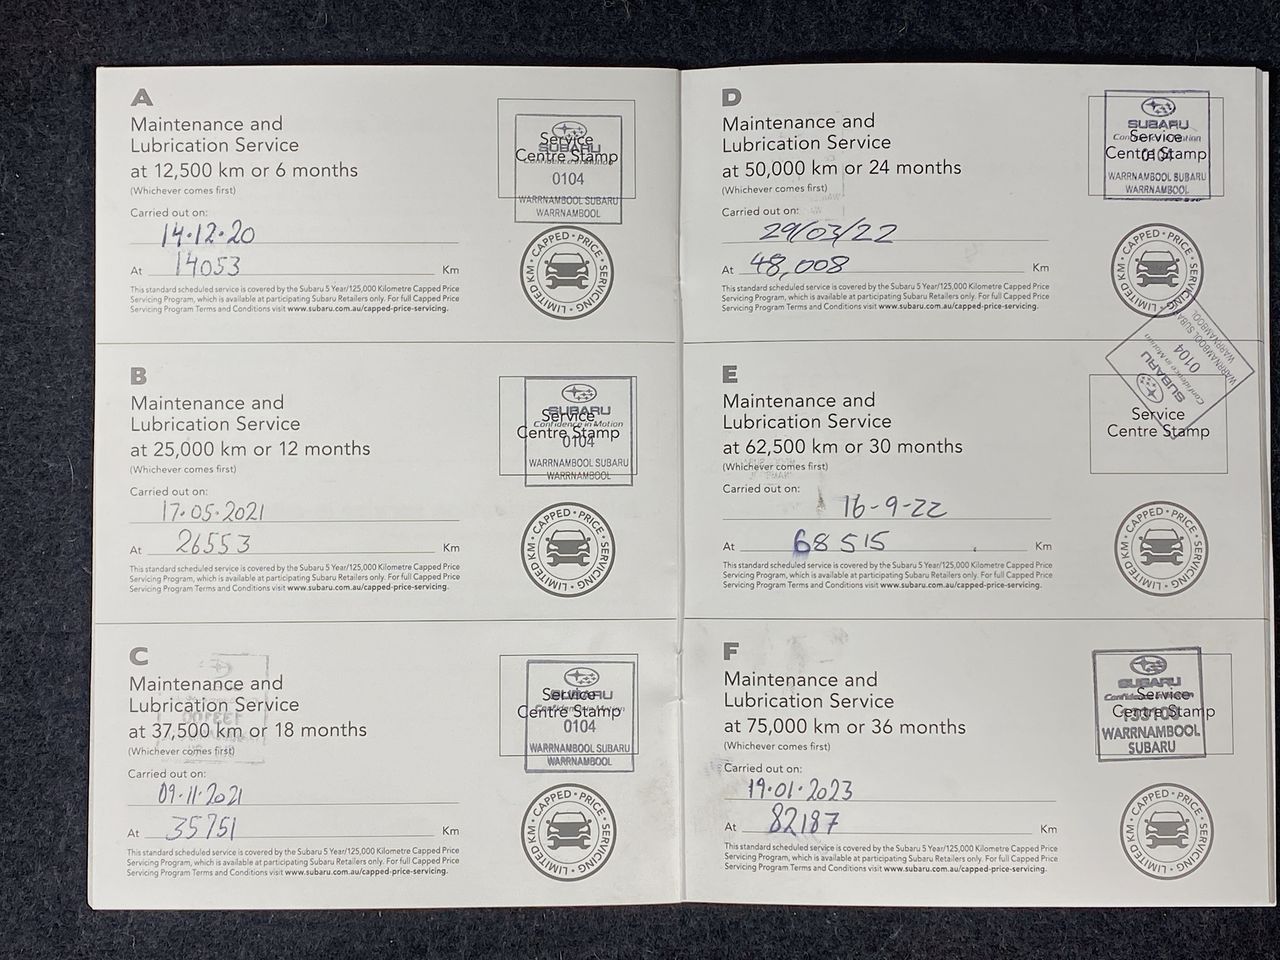 A
Maintenance and
Lubrication Service
at 12,500 km or 6 months
(Whichever comes first)
Carried out on:
14.12.20
At 14053 Km
This standard scheduled service is covered by the Subaru 5 Year/125,000 Kilometre Capped Price
Servicing Program, which is available at participating Subaru Retailers only. For full Capped Price
Servicing Program Terms and Conditions visit www.subaru.com.au/capped-price-servicing.
Service
Centre Stamp
SUBARU
Confidence in Motion
0104
WARRNAMBOOL SUBARU
WARRNAMBOOL
LIMITED KM • CAPPED • PRICE • SERVICING •
B
Maintenance and
Lubrication Service
at 25,000 km or 12 months
(Whichever comes first)
Carried out on:
17.05.2021
At 26553 Km
This standard scheduled service is covered by the Subaru 5 Year/125,000 Kilometre Capped Price
Servicing Program, which is available at participating Subaru Retailers only. For full Capped Price
Servicing Program Terms and Conditions visit www.subaru.com.au/capped-price-servicing.
Service
Centre Stamp
SUBARU
Confidence in Motion
0104
WARRNAMBOOL SUBARU
WARRNAMBOOL
LIMITED KM • CAPPED • PRICE • SERVICING •
C
Maintenance and
Lubrication Service
at 37,500 km or 18 months
(Whichever comes first)
Carried out on:
09.11.2021
At 35751 Km
This standard scheduled service is covered by the Subaru 5 Year/125,000 Kilometre Capped Price
Servicing Program, which is available at participating Subaru Retailers only. For full Capped Price
Servicing Program Terms and Conditions visit www.subaru.com.au/capped-price-servicing.
Service
Centre Stamp
SUBARU
Confidence in Motion
0104
WARRNAMBOOL SUBARU
WARRNAMBOOL
LIMITED KM • CAPPED • PRICE • SERVICING •
D
Maintenance and
Lubrication Service
at 50,000 km or 24 months
(Whichever comes first)
Carried out on:
29/03/22
At 48,008 Km
This standard scheduled service is covered by the Subaru 5 Year/125,000 Kilometre Capped Price
Servicing Program, which is available at participating Subaru Retailers only. For full Capped Price
Servicing Program Terms and Conditions visit www.subaru.com.au/capped-price-servicing.
Service
Centre Stamp
SUBARU
Confidence in Motion
0104
WARRNAMBOOL SUBARU
WARRNAMBOOL
LIMITED KM • CAPPED • PRICE • SERVICING •
E
Maintenance and
Lubrication Service
at 62,500 km or 30 months
(Whichever comes first)
Carried out on:
16-9-22
At 68515 Km
This standard scheduled service is covered by the Subaru 5 Year/125,000 Kilometre Capped Price
Servicing Program, which is available at participating Subaru Retailers only. For full Capped Price
Servicing Program Terms and Conditions visit www.subaru.com.au/capped-price-servicing.
Service
Centre Stamp
SUBARU
Confidence in Motion
0104
WARRNAMBOOL SUBARU
WARRNAMBOOL
LIMITED KM • CAPPED • PRICE • SERVICING •
F
Maintenance and
Lubrication Service
at 75,000 km or 36 months
(Whichever comes first)
Carried out on:
19.01.2023
At 82187 Km
This standard scheduled service is covered by the Subaru 5 Year/125,000 Kilometre Capped Price
Servicing Program, which is available at participating Subaru Retailers only. For full Capped Price
Servicing Program Terms and Conditions visit www.subaru.com.au/capped-price-servicing.
Service
Centre Stamp
SUBARU
Confidence in Motion
133100
WARRNAMBOOL
SUBARU
LIMITED KM • CAPPED • PRICE • SERVICING •